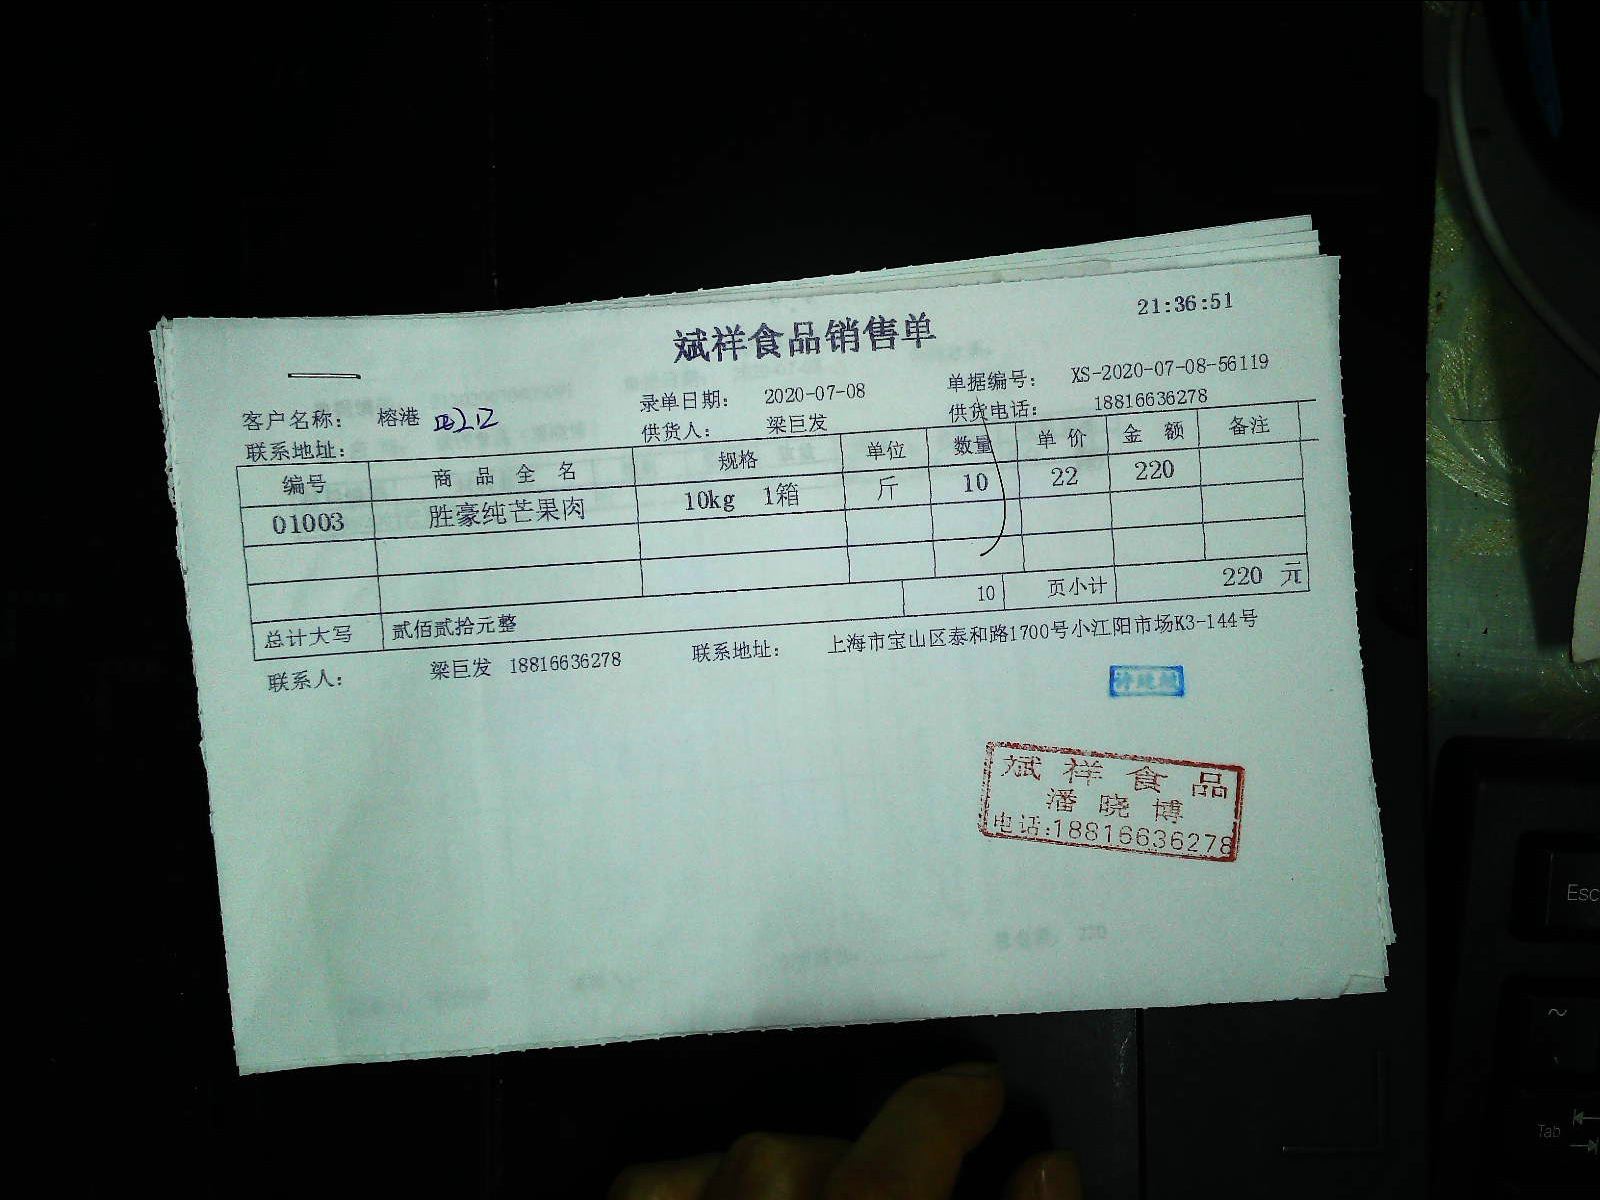 21:36:51
斌祥食品销售单
录单日期： 2020-07-08 单据编号： XS-2020-07-08-56119
客户名称： 榕港 供货人： 梁巨发 供货电话： 18816636278
联系地址：
编号 商品全名 规格 单位 数量 单价 金额 备注
01003 胜豪纯芒果肉 10kg 1箱 斤 10 22 220
总计大写 贰佰贰拾元整 10 页小计 220 元
联系人： 梁巨发 18816636278 联系地址： 上海市宝山区泰和路1700号小江阳市场K3-144号
斌祥食品
潘晓博
电话:18816636278
Esc
~
Tab